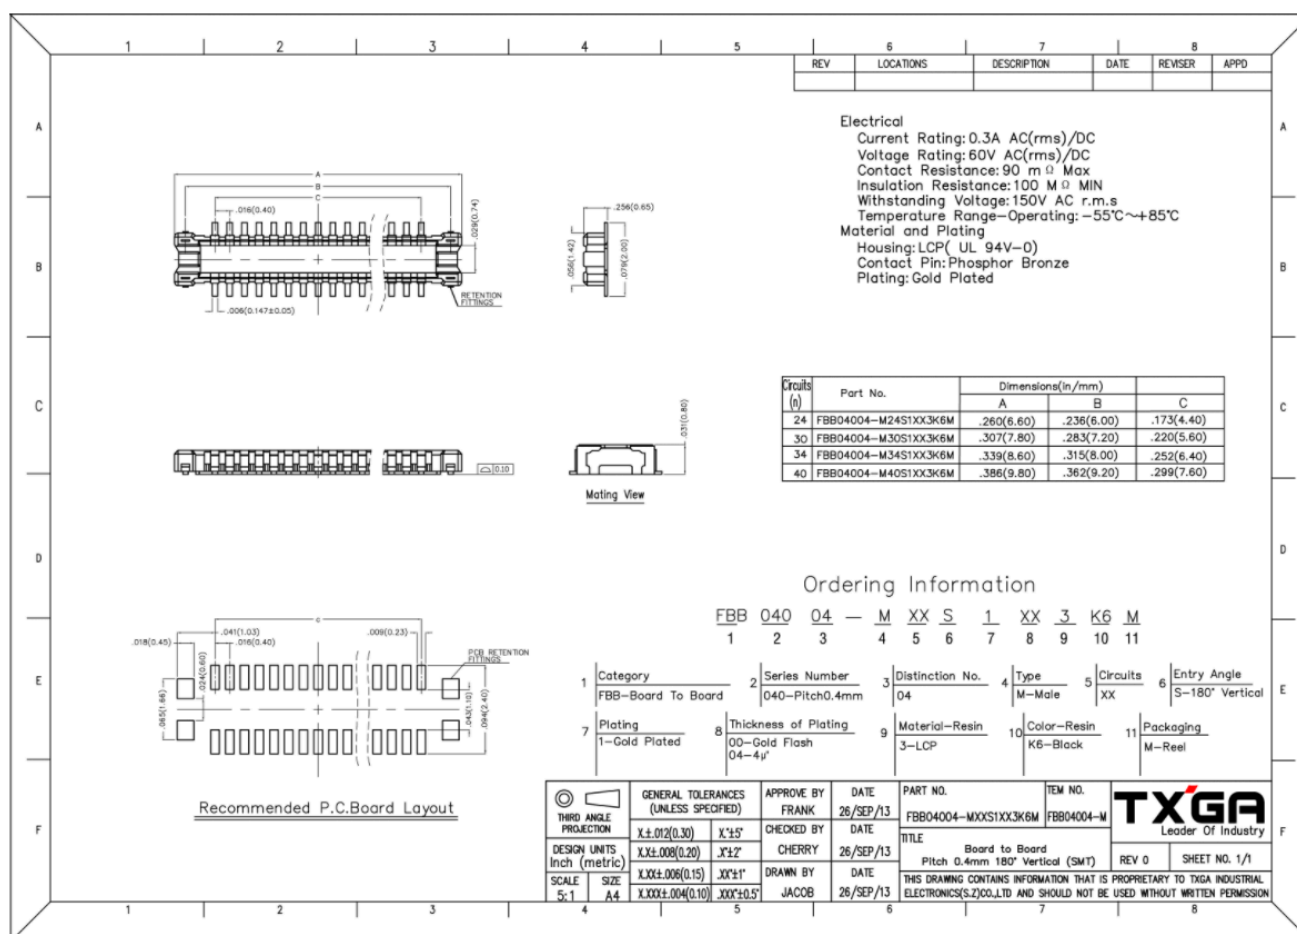 1 2 3 4 5 6 7 8
REV LOCATIONS DESCRIPTION DATE REVISER APPD
A A
Electrical
Current Rating: 0.3A AC(rms)/DC
Voltage Rating: 60V AC(rms)/DC
Contact Resistance: 90 mΩ Max
Insulation Resistance: 100 MΩ MIN
Withstanding Voltage: 150V AC r.m.s
Temperature Range-Operating: -55℃~+85℃
Material and Plating
Housing: LCP( UL 94V-0)
Contact Pin: Phosphor Bronze
Plating: Gold Plated
A
B
C
.016(0.40)
.029(0.74)
.256(0.65)
.056(1.42)
.079(2.00)
B B
RETENTION
FITTINGS
.006(0.147±0.05)
C C
.031(0.80)
0.10
Mating View
Circuits (n) Part No. Dimensions(In/mm)
A B C
24 FBB04004-M24S1XX3K6M .260(6.60) .236(6.00) .173(4.40)
30 FBB04004-M30S1XX3K6M .307(7.80) .283(7.20) .220(5.60)
34 FBB04004-M34S1XX3K6M .339(8.60) .315(8.00) .252(6.40)
40 FBB04004-M40S1XX3K6M .386(9.80) .362(9.20) .299(7.60)
D D
Ordering Information
FBB 040 04 - M XX S 1 XX 3 K6 M
1 2 3 4 5 6 7 8 9 10 11
c
.041(1.03)
.009(0.23)
.018(0.45)
.016(0.40)
PCB RETENTION
FITTINGS
.024(0.60)
.065(1.66)
.043(1.10)
.094(2.40)
E E
1 Category
FBB-Board To Board
2 Series Number
040-Pitch0.4mm
3 Distinction No.
04
4 Type
M-Male
5 Circuits
XX
6 Entry Angle
S-180° Vertical
7 Plating
1-Gold Plated
8 Thickness of Plating
00-Gold Flash
04-4μ"
9 Material-Resin
3-LCP
10 Color-Resin
K6-Black
11 Packaging
M-Reel
Recommended P.C.Board Layout
F F
THIRD ANGLE
PROJECTION
DESIGN UNITS
Inch (metric)
SCALE SIZE
5:1 A4
GENERAL TOLERANCES
(UNLESS SPECIFIED)
X.±.012(0.30) X.°±5°
X.X±.008(0.20) .X°±2°
X.XX±.006(0.15) .XX°±1°
X.XXX±.004(0.10) .XXX°±0.5°
APPROVE BY DATE
FRANK 26/SEP/13
CHECKED BY DATE
CHERRY 26/SEP/13
DRAWN BY DATE
JACOB 26/SEP/13
PART NO. ITEM NO.
FBB04004-MXXS1XX3K6M FBB04004-M
TITLE
Board to Board
Pitch 0.4mm 180° Vertical (SMT)
TXGA
Leader Of Industry
REV 0 SHEET NO. 1/1
THIS DRAWING CONTAINS INFORMATION THAT IS PROPRIETARY TO TXGA INDUSTRIAL
ELECTRONICS(S.Z)CO.,LTD AND SHOULD NOT BE USED WITHOUT WRITTEN PERMISSION
1 2 3 4 5 6 7 8